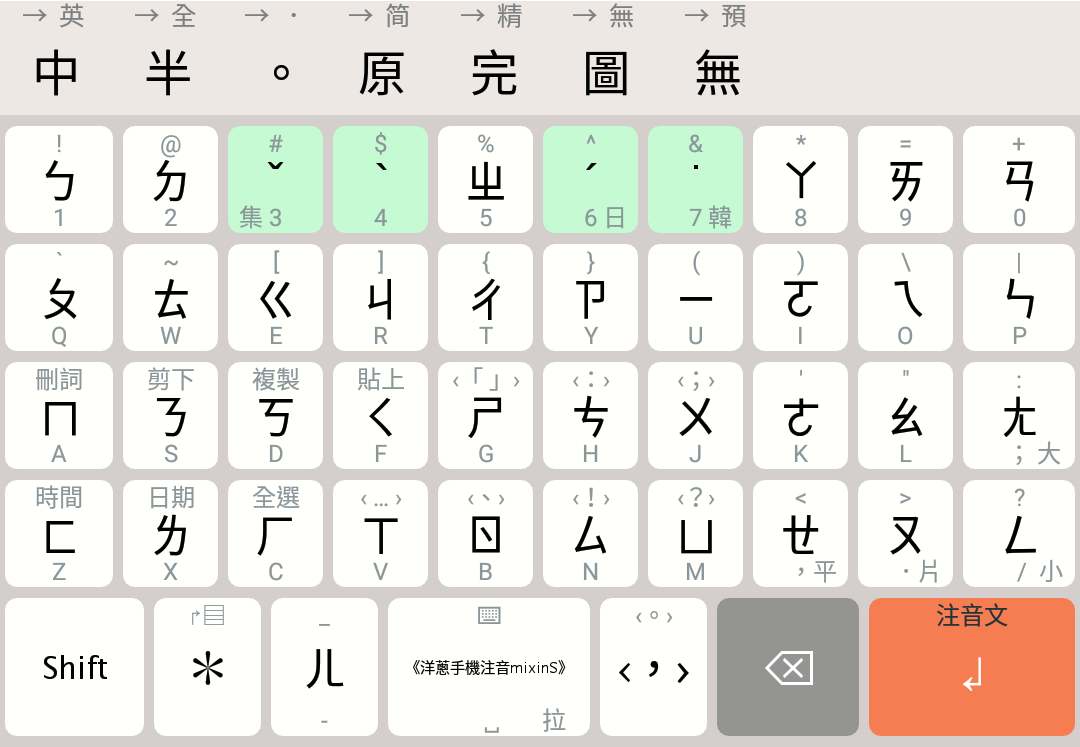 → 英 → 全 → · → 简 → 精 → 無 → 預
中 半 。 原 完 圖 無
! @ # $ % ^ & * = +
ㄅ ㄉ ˇ ˋ ㄓ ˊ ˙ ㄚ ㄞ ㄢ
1 2 集 3 4 5 6 日 7 韓 8 9 0
` ~ [ ] { } ( ) \ |
ㄆ ㄊ ㄍ ㄐ ㄔ ㄗ ㄧ ㄛ ㄟ ㄣ
Q W E R T Y U I O P
刪詞 剪下 複製 貼上 ‹「」› ‹：› ‹；› ' " :
ㄇ ㄋ ㄎ ㄑ ㄕ ㄘ ㄨ ㄜ ㄠ ㄤ
A S D F G H J K L ；大
時間 日期 全選 ‹…› ‹、› ‹！› ‹？› < > ?
ㄈ ㄌ ㄏ ㄒ ㄖ ㄙ ㄩ ㄝ ㄡ ㄥ
Z X C V B N M ，平 ·片 / 小
_ ‹。› 注音文
Shift ＊ ㄦ 《洋蔥手機注音mixinS》 ‹ ， ›
- ␣ 拉